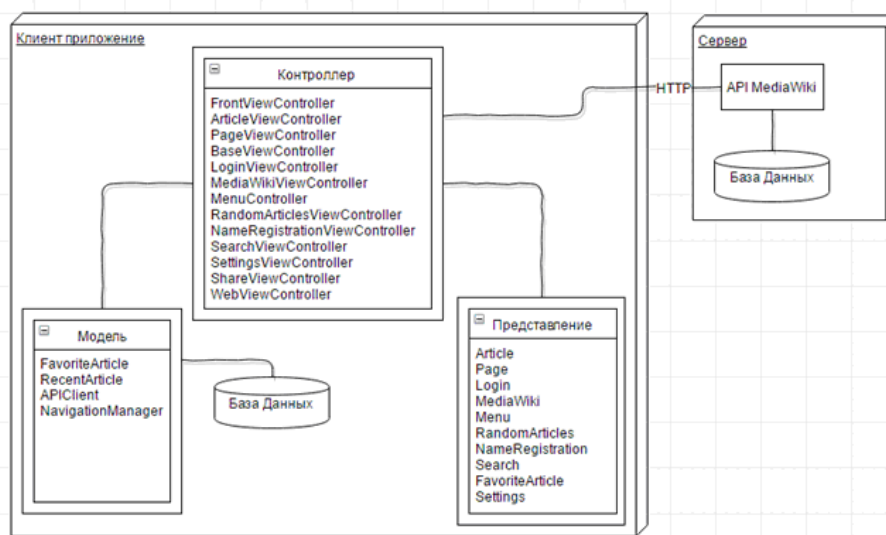 Клиент приложение
Контроллер
FrontViewController
ArticleViewController
PageViewController
BaseViewController
LoginViewController
MediaWikiViewController
MenuController
RandomArticlesViewController
NameRegistrationViewController
SearchViewController
SettingsViewController
ShareViewController
WebViewController
Модель
FavoriteArticle
RecentArticle
APIClient
NavigationManager
База Данных
Представление
Article
Page
Login
MediaWiki
Menu
RandomArticles
NameRegistration
Search
FavoriteArticle
Settings
HTTP
Сервер
API MediaWiki
База Данных